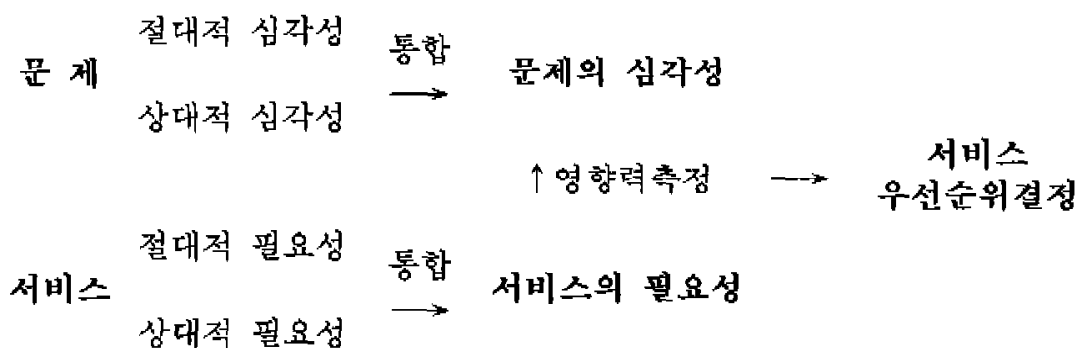 절대적 심각성
문 제
통합
→
문제의 심각성
상대적 심각성
↑영향력측정
→
서비스
우선순위결정
절대적 필요성
서비스
통합
→
서비스의 필요성
상대적 필요성